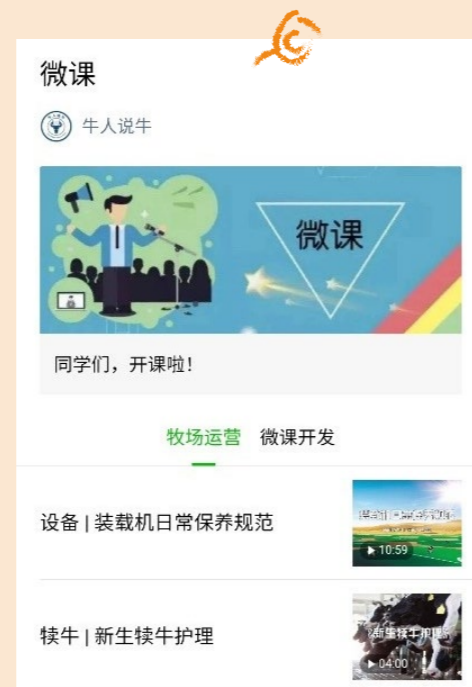 微课
牛人说牛
微课
同学们，开课啦！
牧场运营 微课开发
设备 | 装载机日常保养规范
10:59
犊牛 | 新生犊牛护理
新生犊牛护理
04:00